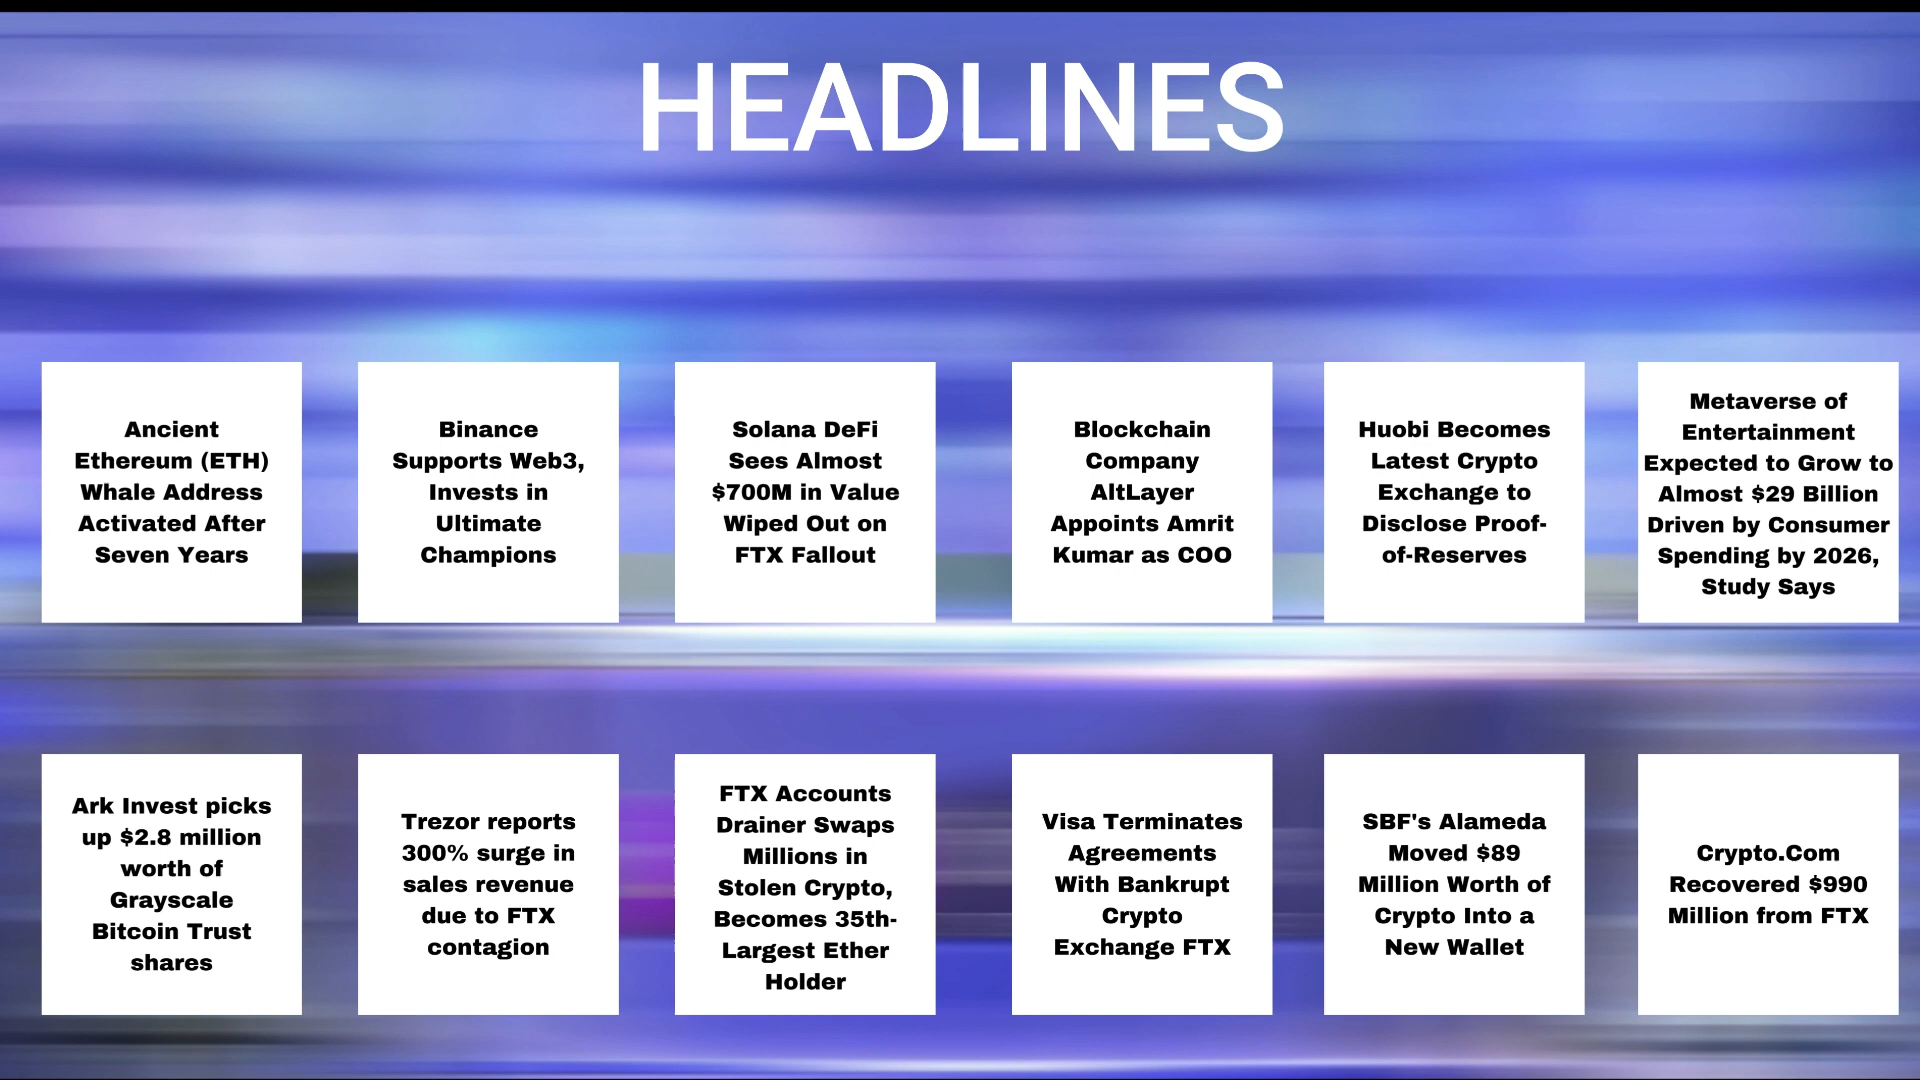 HEADLINES
Ancient
Ethereum (ETH)
Whale Address
Activated After
Seven Years
Binance
Supports Web3,
Invests in
Ultimate
Champions
Solana DeFi
Sees Almost
$700M in Value
Wiped Out on
FTX Fallout
Blockchain
Company
AltLayer
Appoints Amrit
Kumar as COO
Huobi Becomes
Latest Crypto
Exchange to
Disclose Proof-
of-Reserves
Metaverse of
Entertainment
Expected to Grow to
Almost $29 Billion
Driven by Consumer
Spending by 2026,
Study Says
Ark Invest picks
up $2.8 million
worth of
Grayscale
Bitcoin Trust
shares
Trezor reports
300% surge in
sales revenue
due to FTX
contagion
FTX Accounts
Drainer Swaps
Millions in
Stolen Crypto,
Becomes 35th-
Largest Ether
Holder
Visa Terminates
Agreements
With Bankrupt
Crypto
Exchange FTX
SBF's Alameda
Moved $89
Million Worth of
Crypto Into a
New Wallet
Crypto.Com
Recovered $990
Million from FTX